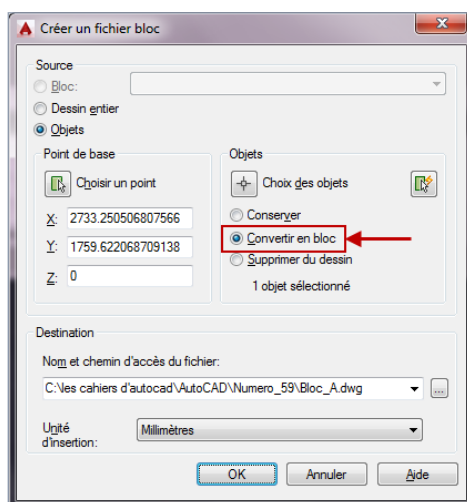 Créer un fichier bloc
Source
Bloc:
Dessin entier
Objets
Point de base
Choisir un point
X: 2733.250506807566
Y: 1759.622068709138
Z: 0
Objets
Choix des objets
Conserver
Convertir en bloc
Supprimer du dessin
1 objet sélectionné
Destination
Nom et chemin d'accès du fichier:
C:\les cahiers d'autocad\AutoCAD\Numero_59\Bloc_A.dwg
...
Unité
d'insertion:
Millimètres
OK Annuler Aide